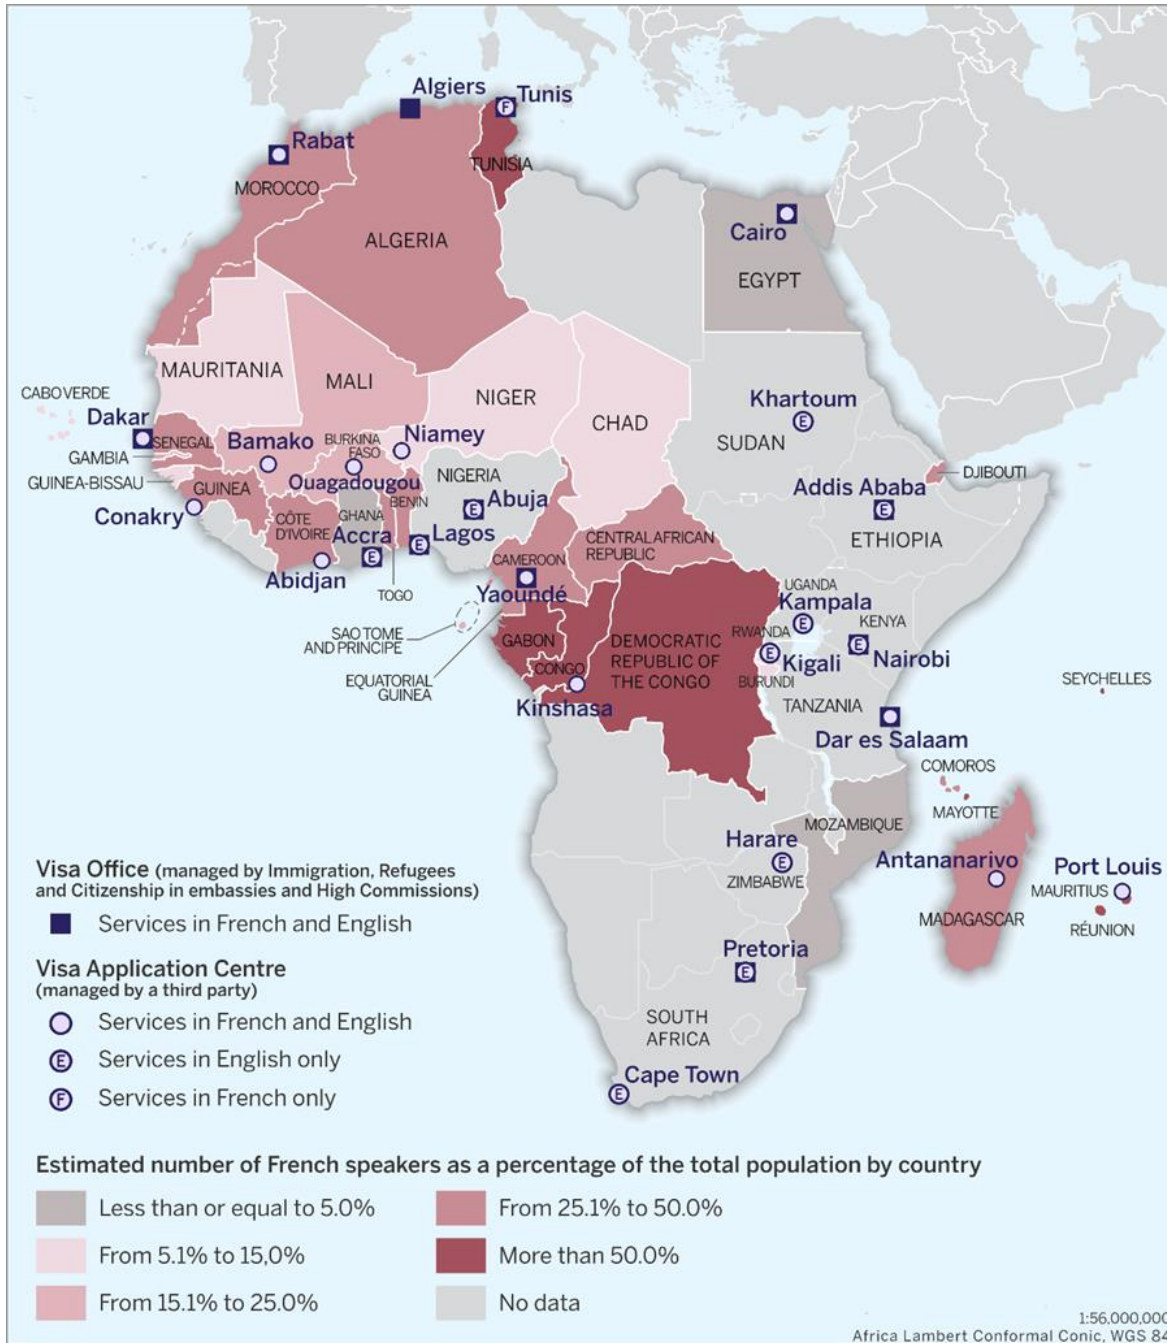 Algiers
Tunis
Rabat
TUNISIA
MOROCCO
ALGERIA
Cairo
EGYPT
MAURITANIA
MALI
NIGER
CHAD
CABO VERDE
Dakar
SENEGAL
GAMBIA
GUINEA-BISSAU
Bamako
BURKINA
FASO
Niamey
Ouagadougou
Khartoum
SUDAN
NIGERIA
Abuja
DJIBOUTI
Addis Ababa
ETHIOPIA
GUINEA
Conakry
CÔTE
D'IVOIRE
GHANA
BENIN
Accra
Lagos
Abidjan
TOGO
CAMEROON
Yaoundé
CENTRAL AFRICAN
REPUBLIC
SAO TOME
AND PRINCIPE
EQUATORIAL
GUINEA
GABON
CONGO
Kinshasa
DEMOCRATIC
REPUBLIC OF
THE CONGO
UGANDA
Kampala
KENYA
RWANDA
Kigali
Nairobi
BURUNDI
TANZANIA
Dar es Salaam
SEYCHELLES
COMOROS
MAYOTTE
MOZAMBIQUE
Harare
ZIMBABWE
Antananarivo
MADAGASCAR
Port Louis
MAURITIUS
RÉUNION
Pretoria
SOUTH
AFRICA
Cape Town
Visa Office (managed by Immigration, Refugees
and Citizenship in embassies and High Commissions)
Services in French and English
Visa Application Centre
(managed by a third party)
Services in French and English
E Services in English only
F Services in French only
Estimated number of French speakers as a percentage of the total population by country
Less than or equal to 5.0%
From 5.1% to 15,0%
From 15.1% to 25.0%
From 25.1% to 50.0%
More than 50.0%
No data
1:56,000,000
Africa Lambert Conformal Conic, WGS 84